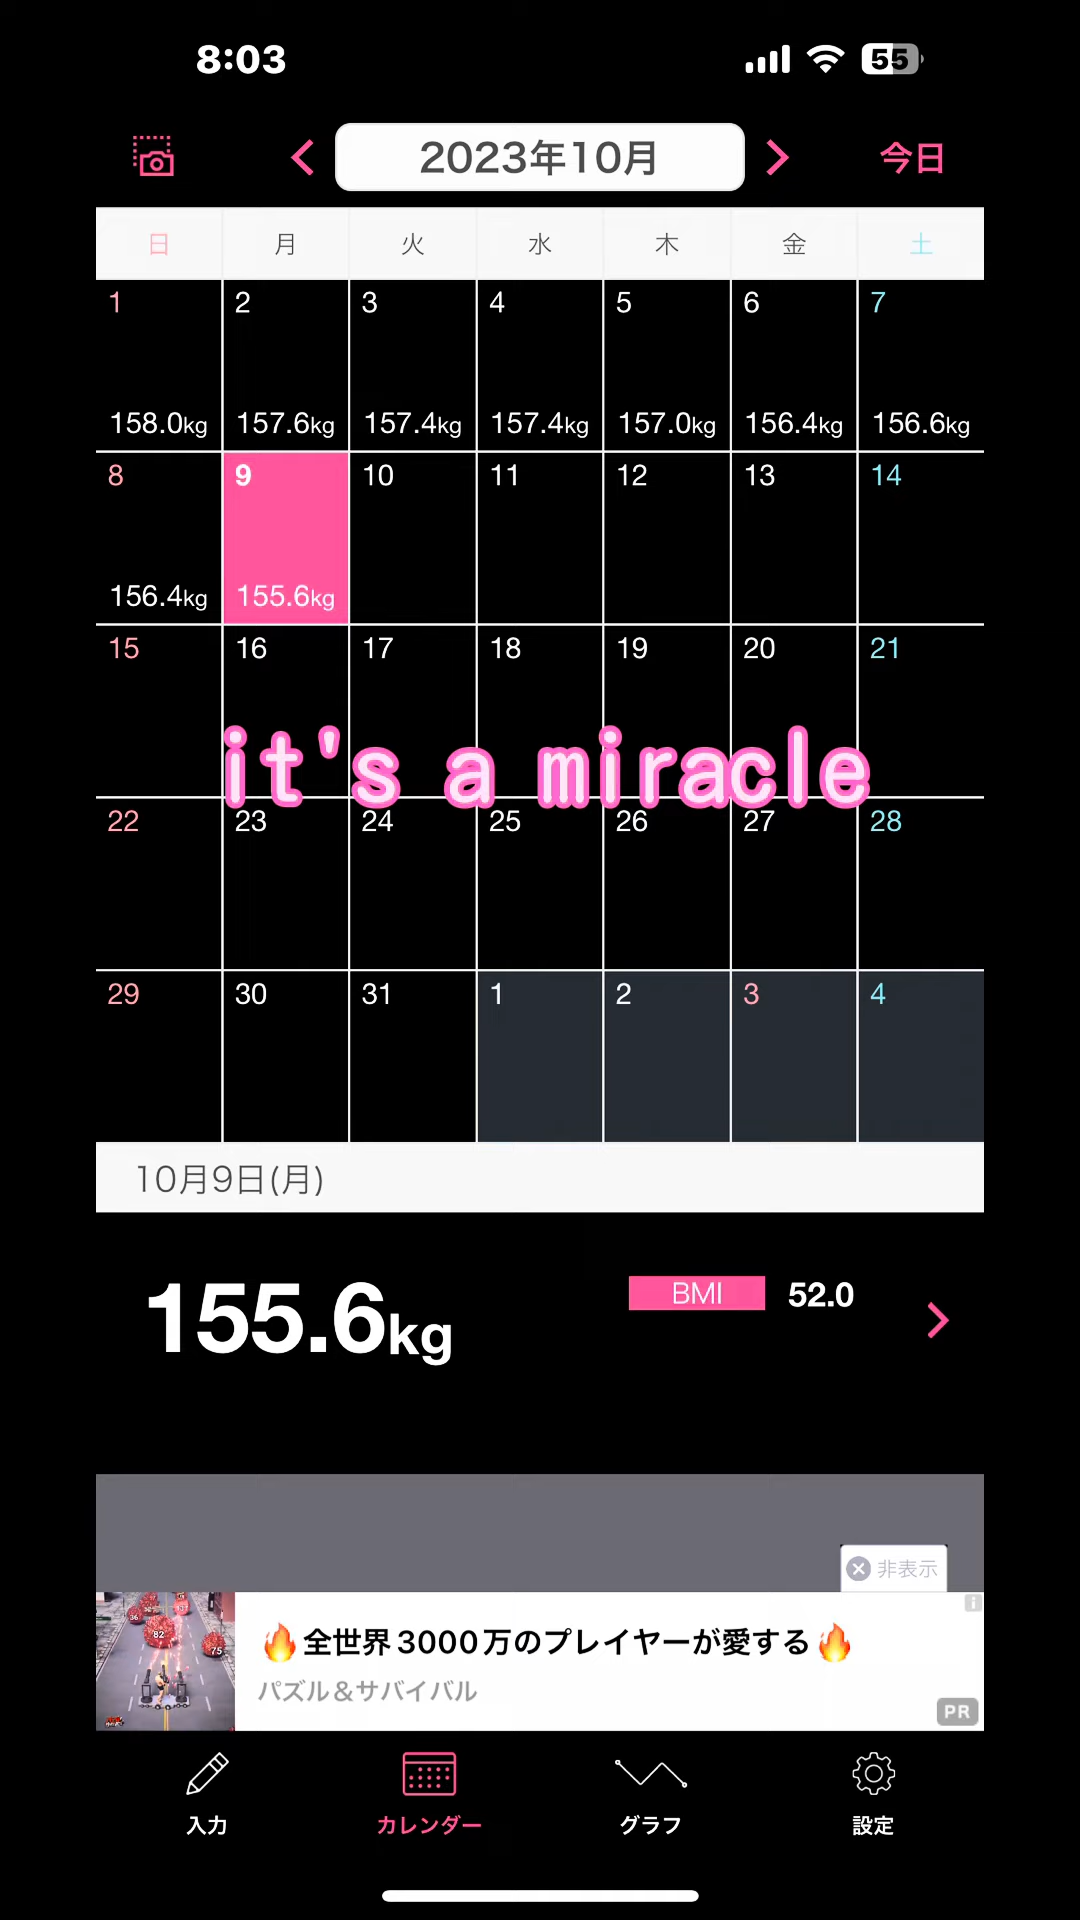 8:03 55
2023年10月 今日
日 月 火 水 木 金 土
1 2 3 4 5 6 7
158.0kg 157.6kg 157.4kg 157.4kg 157.0kg 156.4kg 156.6kg
8 9 10 11 12 13 14
156.4kg 155.6kg
15 16 17 18 19 20 21
it's a miracle
22 23 24 25 26 27 28
29 30 31 1 2 3 4
10月9日(月)
155.6kg BMI 52.0
非表示
🔥全世界3000万のプレイヤーが愛する🔥
パズル&サバイバル
PR
82
75
36
入力 カレンダー グラフ 設定